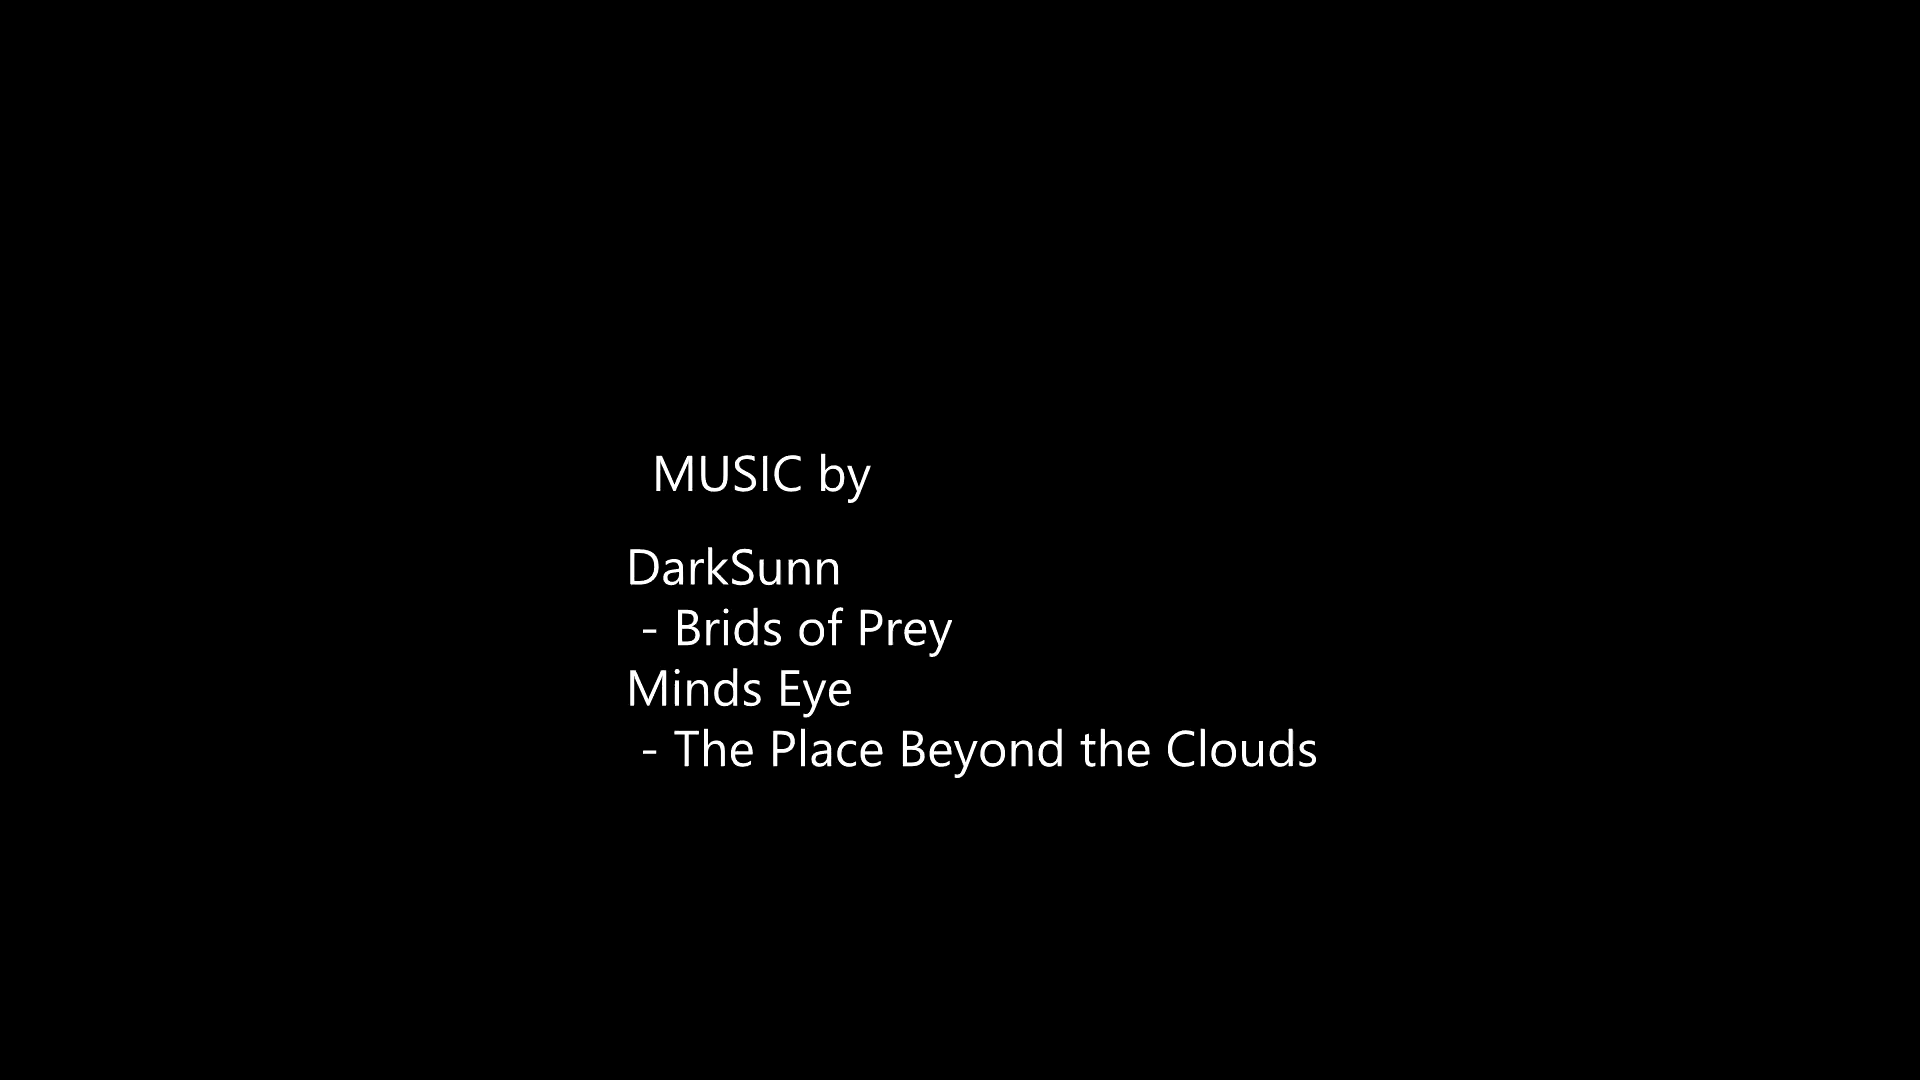 MUSIC by
DarkSunn
- Brids of Prey
Minds Eye
- The Place Beyond the Clouds